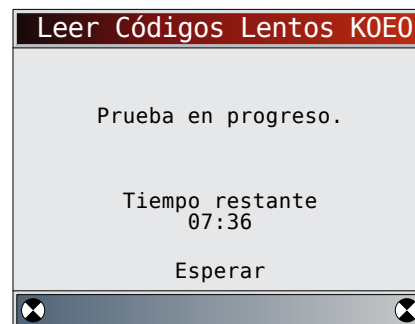 Leer Códigos Lentos KOEO
Prueba en progreso.
Tiempo restante
07:36
Esperar